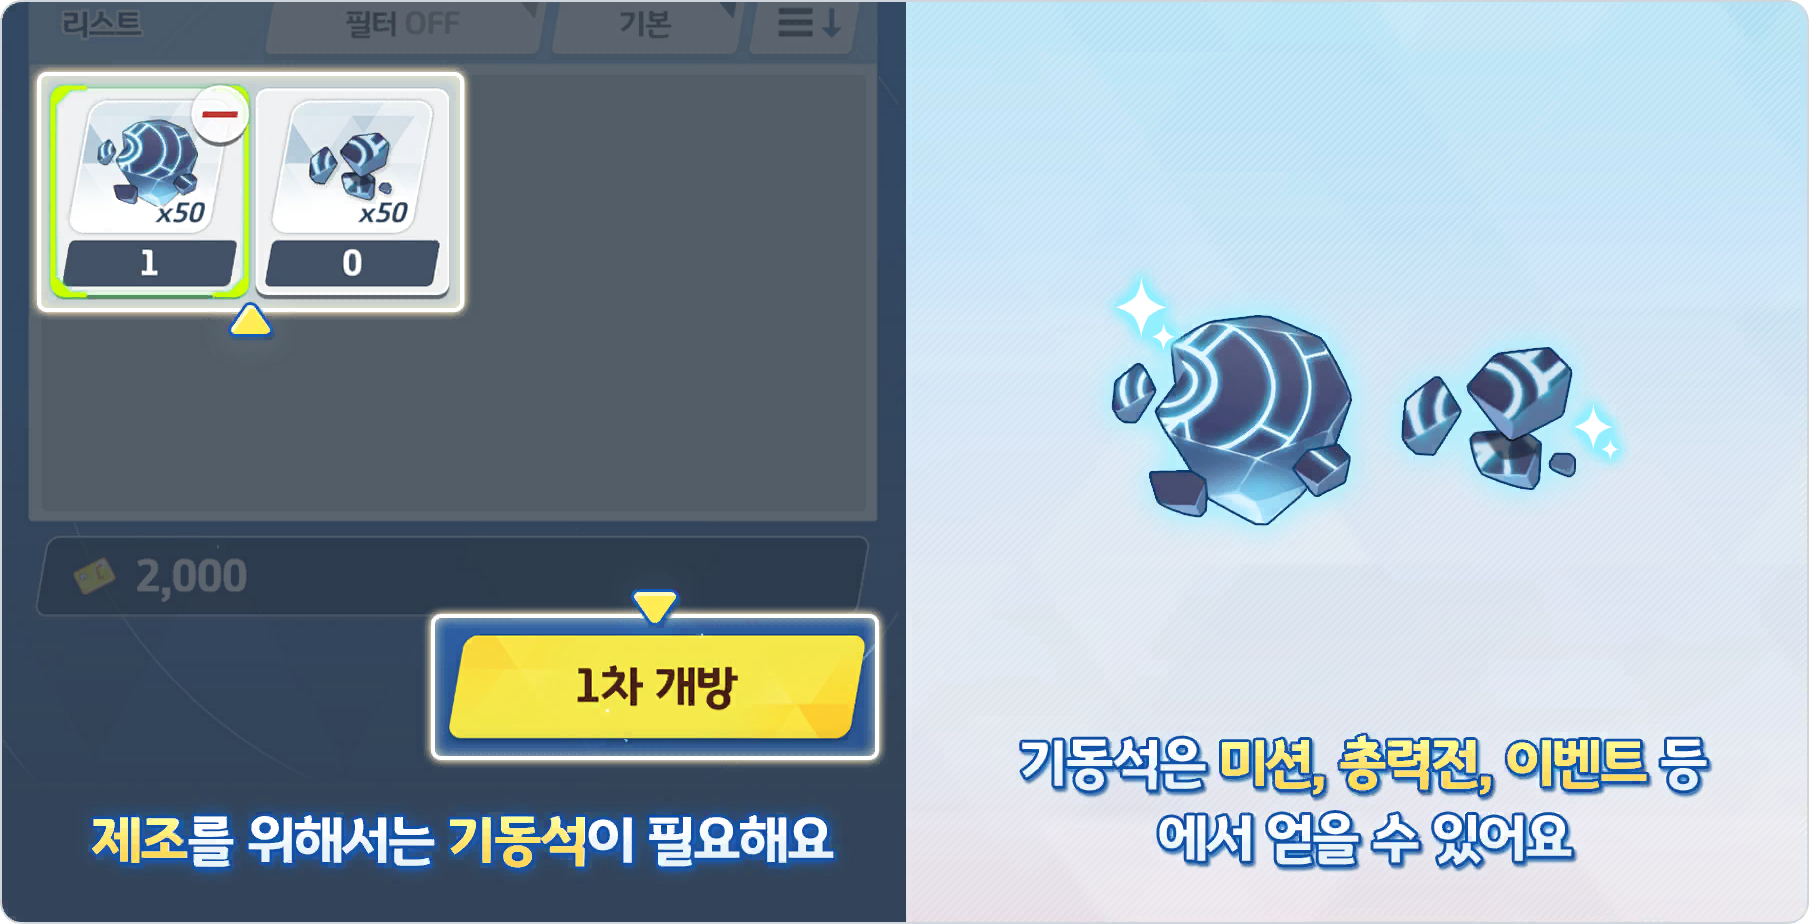 리스트
필터 OFF
기본
x50
x50
1
0
2,000
1차 개방
제조를 위해서는 기동석이 필요해요
기동석은 미션, 총력전, 이벤트 등
에서 얻을 수 있어요